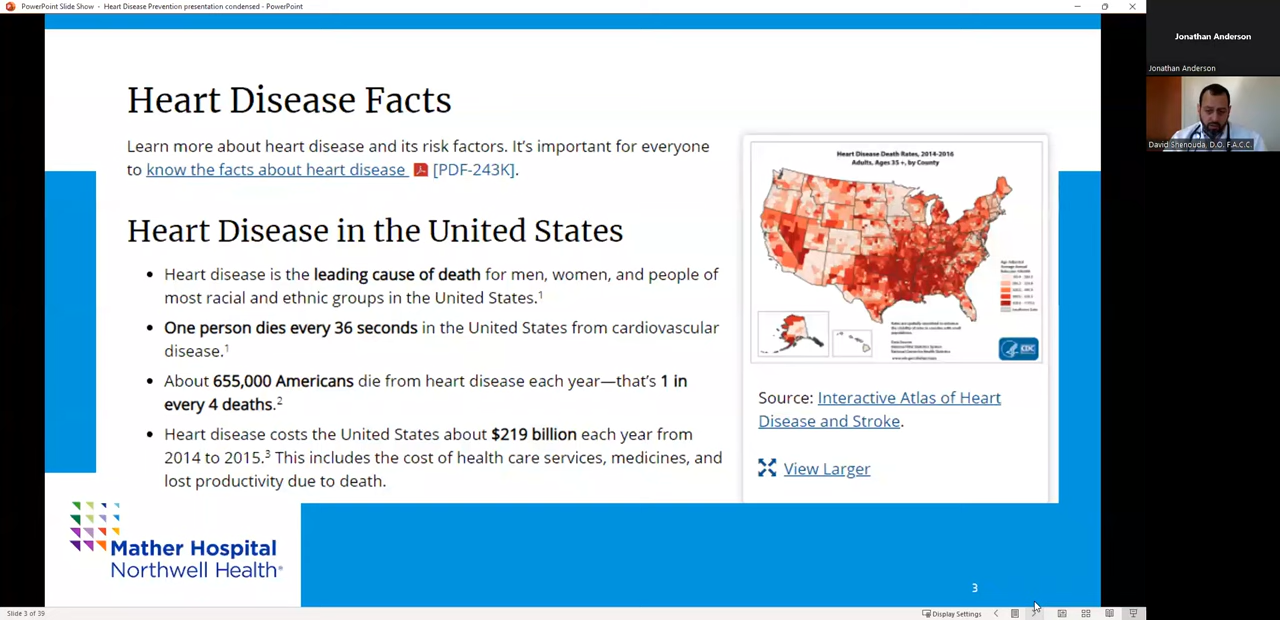 PowerPoint Slide Show - Heart Disease Prevention presentation condensed - PowerPoint
Jonathan Anderson
Jonathan Anderson
David Shenouda, D.O. F.A.C.C.
Heart Disease Facts
Learn more about heart disease and its risk factors. It’s important for everyone
to know the facts about heart disease [PDF-243K].
Heart Disease in the United States
• Heart disease is the leading cause of death for men, women, and people of
most racial and ethnic groups in the United States.1
• One person dies every 36 seconds in the United States from cardiovascular
disease.1
• About 655,000 Americans die from heart disease each year—that’s 1 in
every 4 deaths.2
• Heart disease costs the United States about $219 billion each year from
2014 to 2015.3 This includes the cost of health care services, medicines, and
lost productivity due to death.
Heart Disease Death Rates, 2014-2016
Adults, Ages 35 +, by County
CDC
Source: Interactive Atlas of Heart
Disease and Stroke.
View Larger
Mather Hospital
Northwell Health®
3
Slide 3 of 39
Display Settings